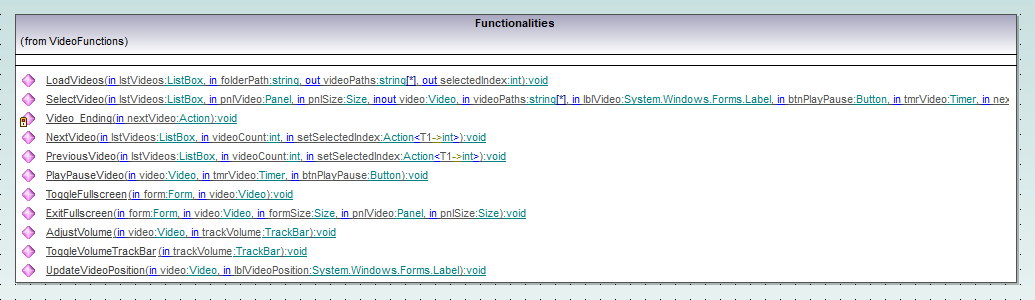 Functionalities
(from VideoFunctions)
LoadVideos(in lstVideos:ListBox, in folderPath:string, out videoPaths:string[*], out selectedIndex:int):void
SelectVideo(in lstVideos:ListBox, in pnlVideo:Panel, in pnlSize:Size, inout video:Video, in videoPaths:string[*], in lblVideo:System.Windows.Forms.Label, in btnPlayPause:Button, in tmrVideo:Timer, in nex
Video_Ending(in nextVideo:Action):void
NextVideo(in lstVideos:ListBox, in videoCount:int, in setSelectedIndex:Action<T1->int>):void
PreviousVideo(in lstVideos:ListBox, in videoCount:int, in setSelectedIndex:Action<T1->int>):void
PlayPauseVideo(in video:Video, in tmrVideo:Timer, in btnPlayPause:Button):void
ToggleFullscreen(in form:Form, in video:Video):void
ExitFullscreen(in form:Form, in video:Video, in formSize:Size, in pnlVideo:Panel, in pnlSize:Size):void
AdjustVolume(in video:Video, in trackVolume:TrackBar):void
ToggleVolumeTrackBar(in trackVolume:TrackBar):void
UpdateVideoPosition(in video:Video, in lblVideoPosition:System.Windows.Forms.Label):void